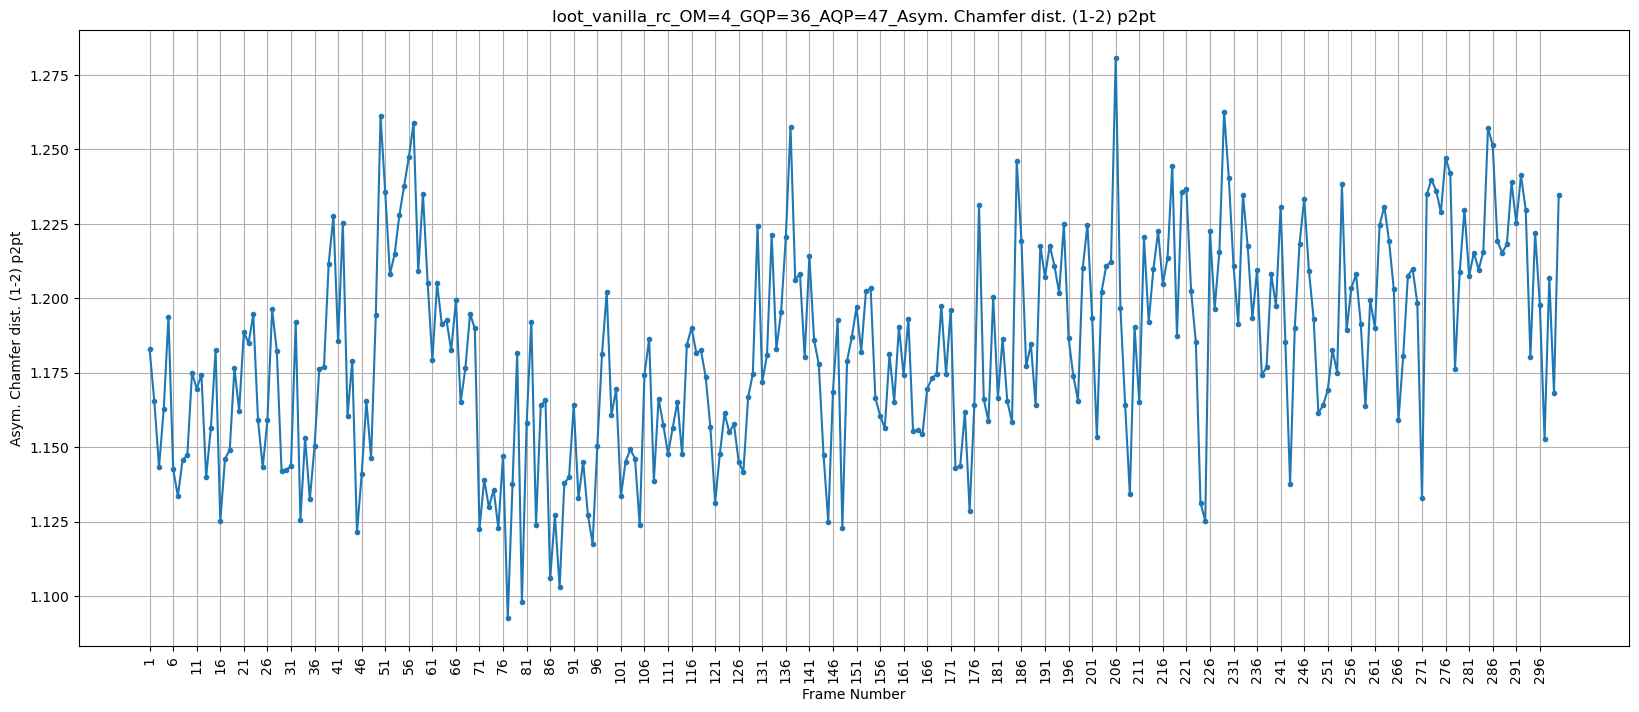 loot_vanilla_rc_OM=4_GQP=36_AQP=47_Asym. Chamfer dist. (1-2) p2pt
Asym. Chamfer dist. (1-2) p2pt
1.275
1.250
1.225
1.200
1.175
1.150
1.125
1.100
1 6 11 16 21 26 31 36 41 46 51 56 61 66 71 76 81 86 91 96 101 106 111 116 121 126 131 136 141 146 151 156 161 166 171 176 181 186 191 196 201 206 211 216 221 226 231 236 241 246 251 256 261 266 271 276 281 286 291 296
Frame Number